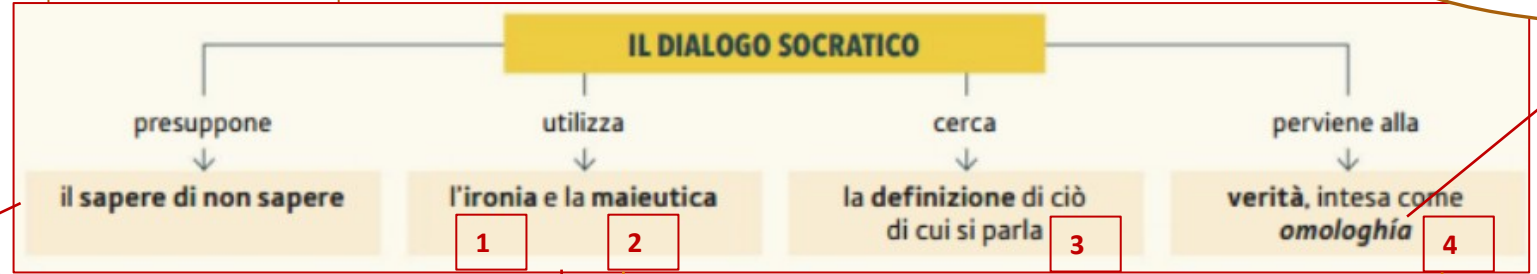 IL DIALOGO SOCRATICO
presuppone
il sapere di non sapere
utilizza
l'ironia e la maieutica
1
2
cerca
la definizione di ciò
di cui si parla
3
perviene alla
verità, intesa come
omologhía
4